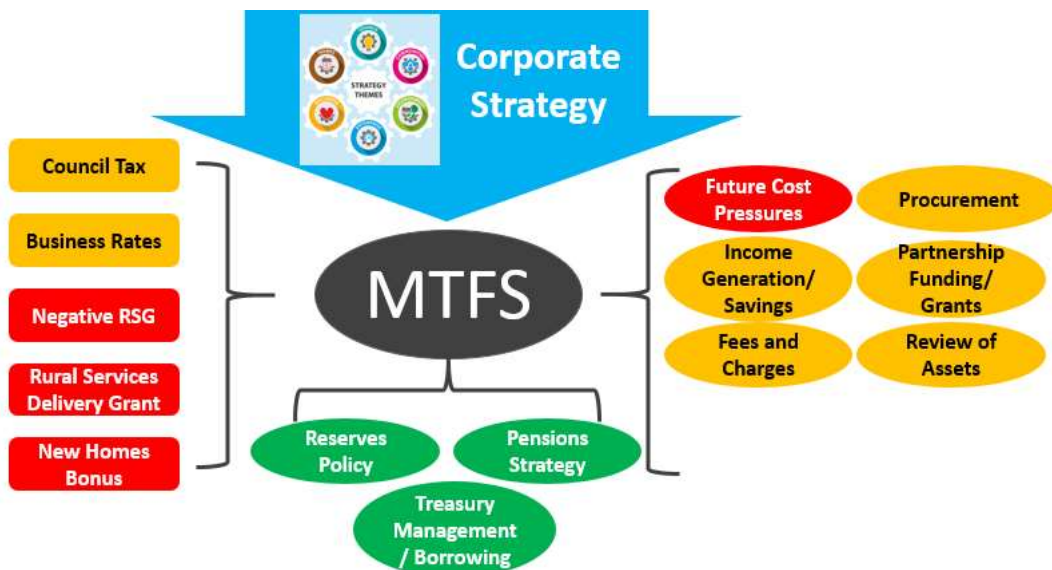 Corporate
Strategy
STRATEGY
THEMES
Council Tax
Business Rates
Negative RSG
Rural Services
Delivery Grant
New Homes
Bonus
MTFS
Future Cost
Pressures
Procurement
Income
Generation/
Savings
Partnership
Funding/
Grants
Fees and
Charges
Review of
Assets
Reserves
Policy
Pensions
Strategy
Treasury
Management
/ Borrowing